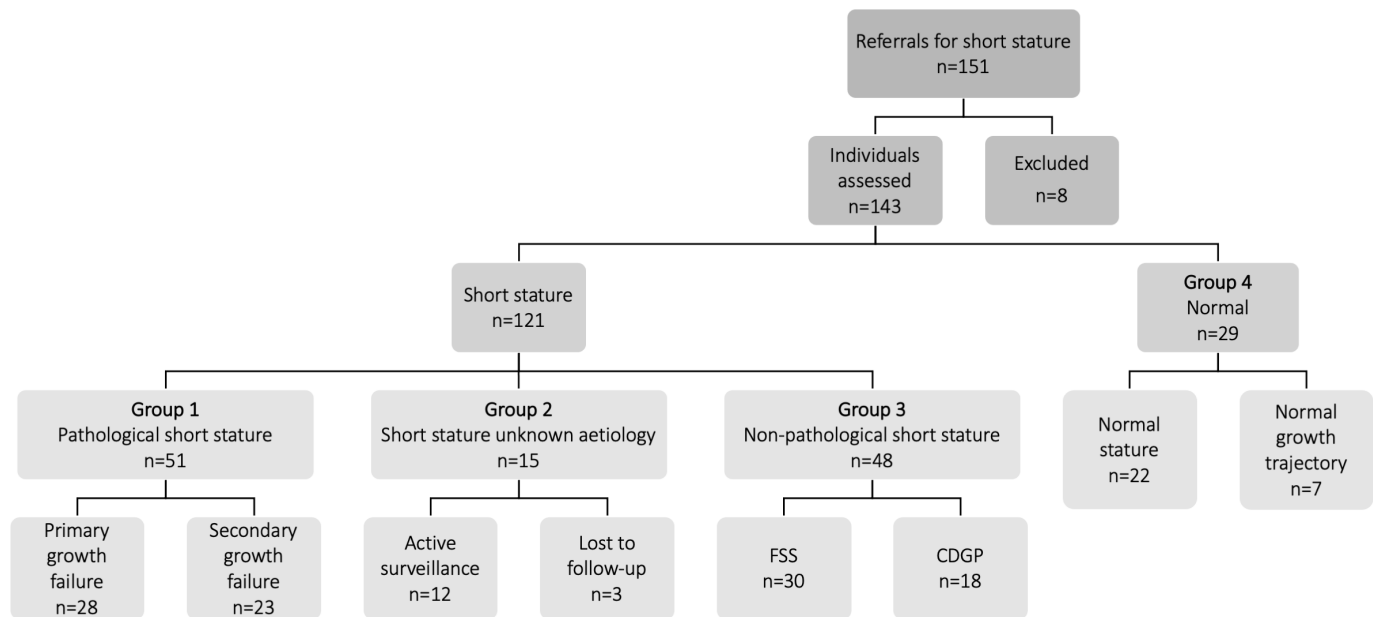 Referrals for short stature
n=151
Individuals
assessed
n=143
Excluded
n=8
Short stature
n=121
Group 4
Normal
n=29
Group 1
Pathological short stature
n=51
Group 2
Short stature unknown aetiology
n=15
Group 3
Non-pathological short stature
n=48
Normal
stature
n=22
Normal
growth
trajectory
n=7
Primary
growth
failure
n=28
Secondary
growth
failure
n=23
Active
surveillance
n=12
Lost to
follow-up
n=3
FSS
n=30
CDGP
n=18